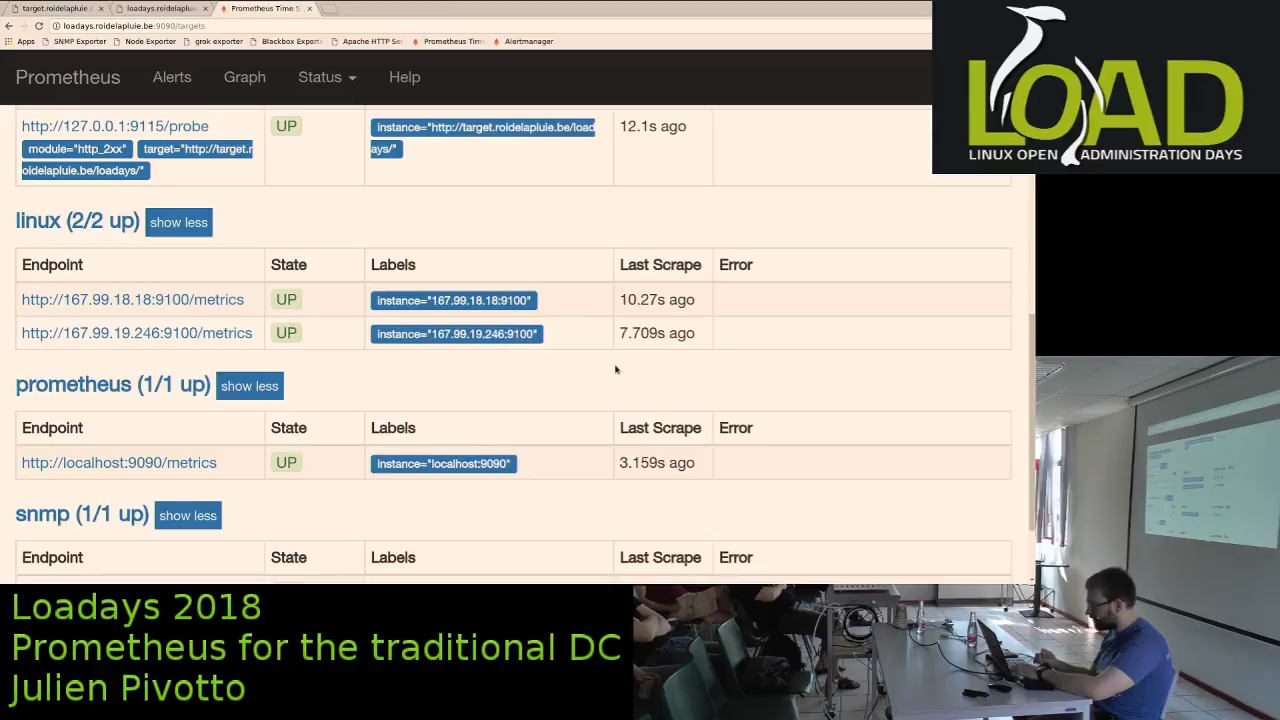 target.roidelapluie.be
loadays.roidelapluie.be
Prometheus Time S
loadays.roidelapluie.be:9090/targets
Apps
SNMP Exporter
Node Exporter
grok exporter
Blackbox Export
Apache HTTP Se
Prometheus Tim
Alertmanager
Prometheus
Alerts
Graph
Status
Help
http://127.0.0.1:9115/probe
module="http_2xx" target="http://target.r
oidelapluie.be/loadays/"
UP
instance="http://target.roidelapluie.be/load
ays/"
12.1s ago
linux (2/2 up) show less
Endpoint State Labels Last Scrape Error
http://167.99.18.18:9100/metrics UP instance="167.99.18.18:9100" 10.27s ago
http://167.99.19.246:9100/metrics UP instance="167.99.19.246:9100" 7.709s ago
prometheus (1/1 up) show less
Endpoint State Labels Last Scrape Error
http://localhost:9090/metrics UP instance="localhost:9090" 3.159s ago
snmp (1/1 up) show less
Endpoint State Labels Last Scrape Error
LOAD
LINUX OPEN ADMINISTRATION DAYS
Loadays 2018
Prometheus for the traditional DC
Julien Pivotto